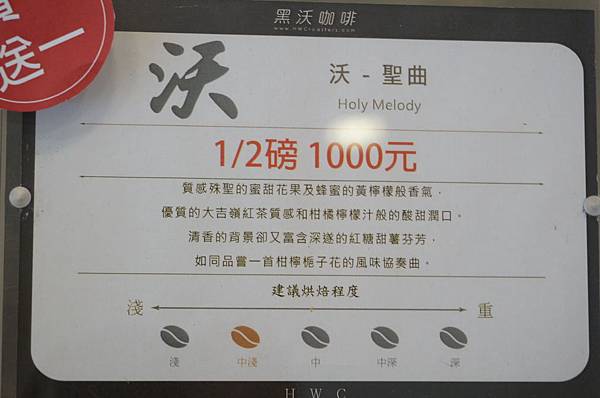 黑沃咖啡
送一
沃
沃 - 聖曲
Holy Melody
1/2磅 1000元
質感殊聖的蜜甜花果及蜂蜜的黃檸檬般香氣，
優質的大吉嶺紅茶質感和柑橘檸檬汁般的酸甜潤口。
清香的背景卻又富含深邃的紅糖甜薯芬芳，
如同品嘗一首柑檸梔子花的風味協奏曲。
建議烘焙程度
淺 重
淺 中淺 中 中深 深
H W C